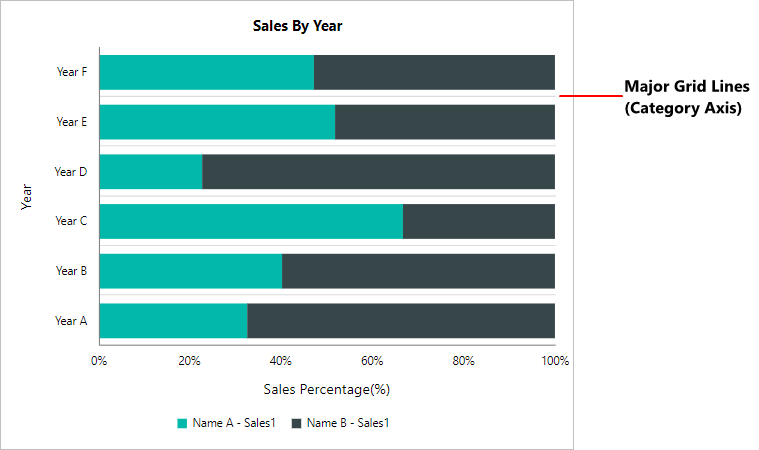 Sales By Year
Year F
Major Grid Lines
(Category Axis)
Year E
Year D
Year
Year C
Year B
Year A
0% 20% 40% 60% 80% 100%
Sales Percentage(%)
Name A - Sales1 Name B - Sales1